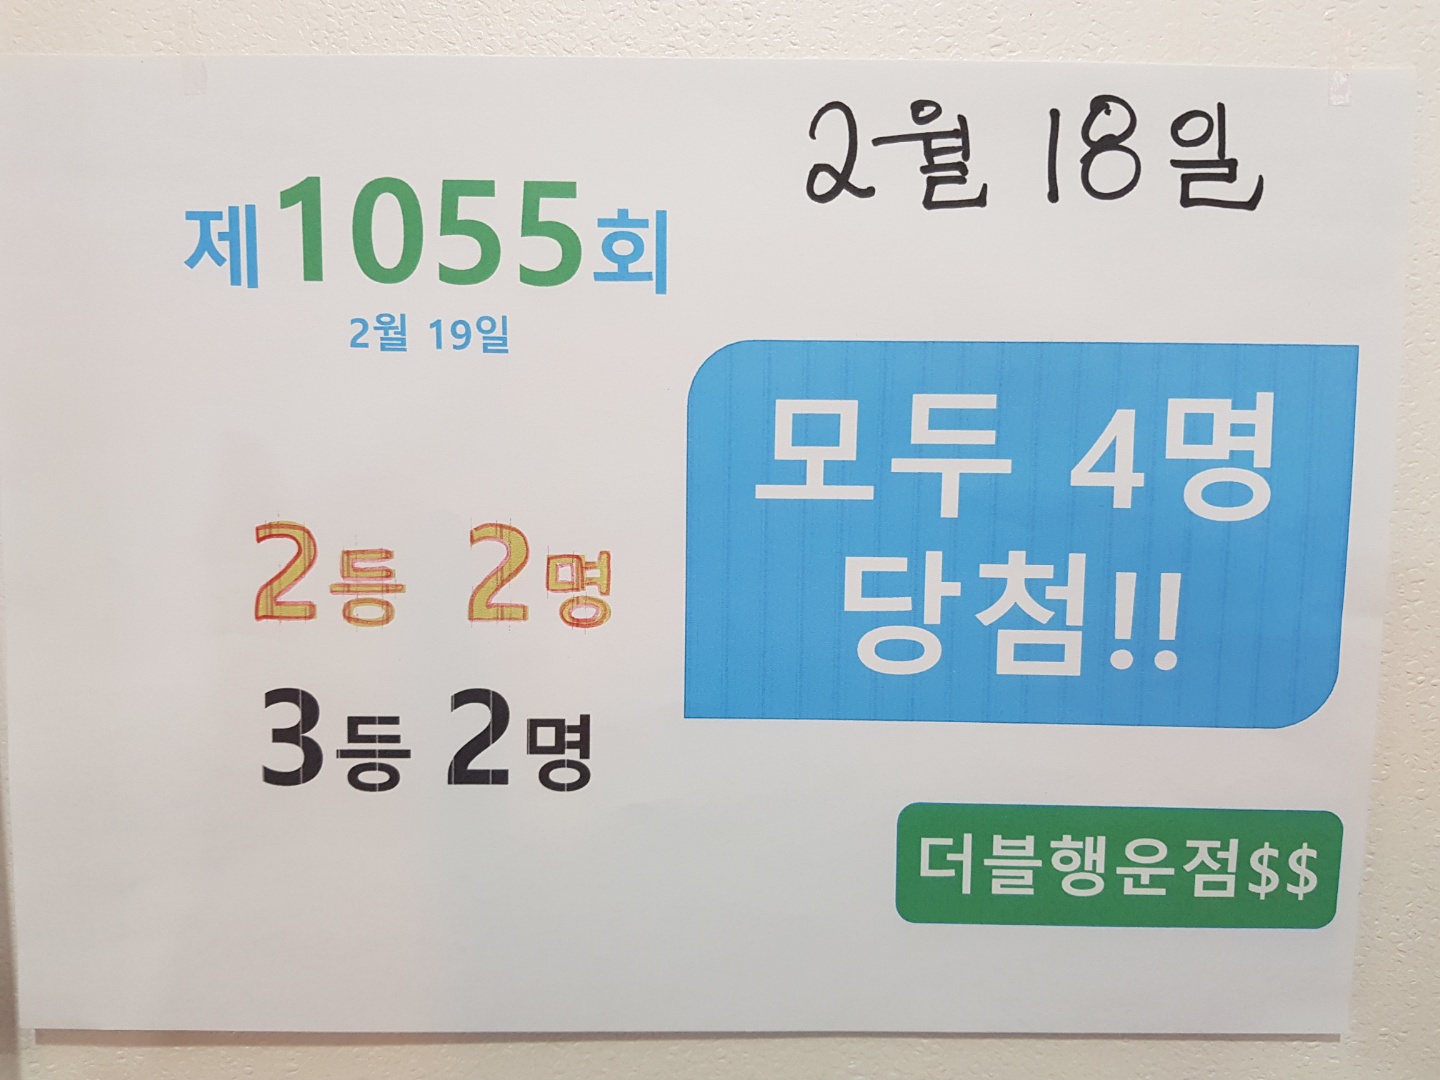 2월 18일
제1055회
2월 19일
모두 4명
당첨!!
2등 2명
3등 2명
더블행운점$$